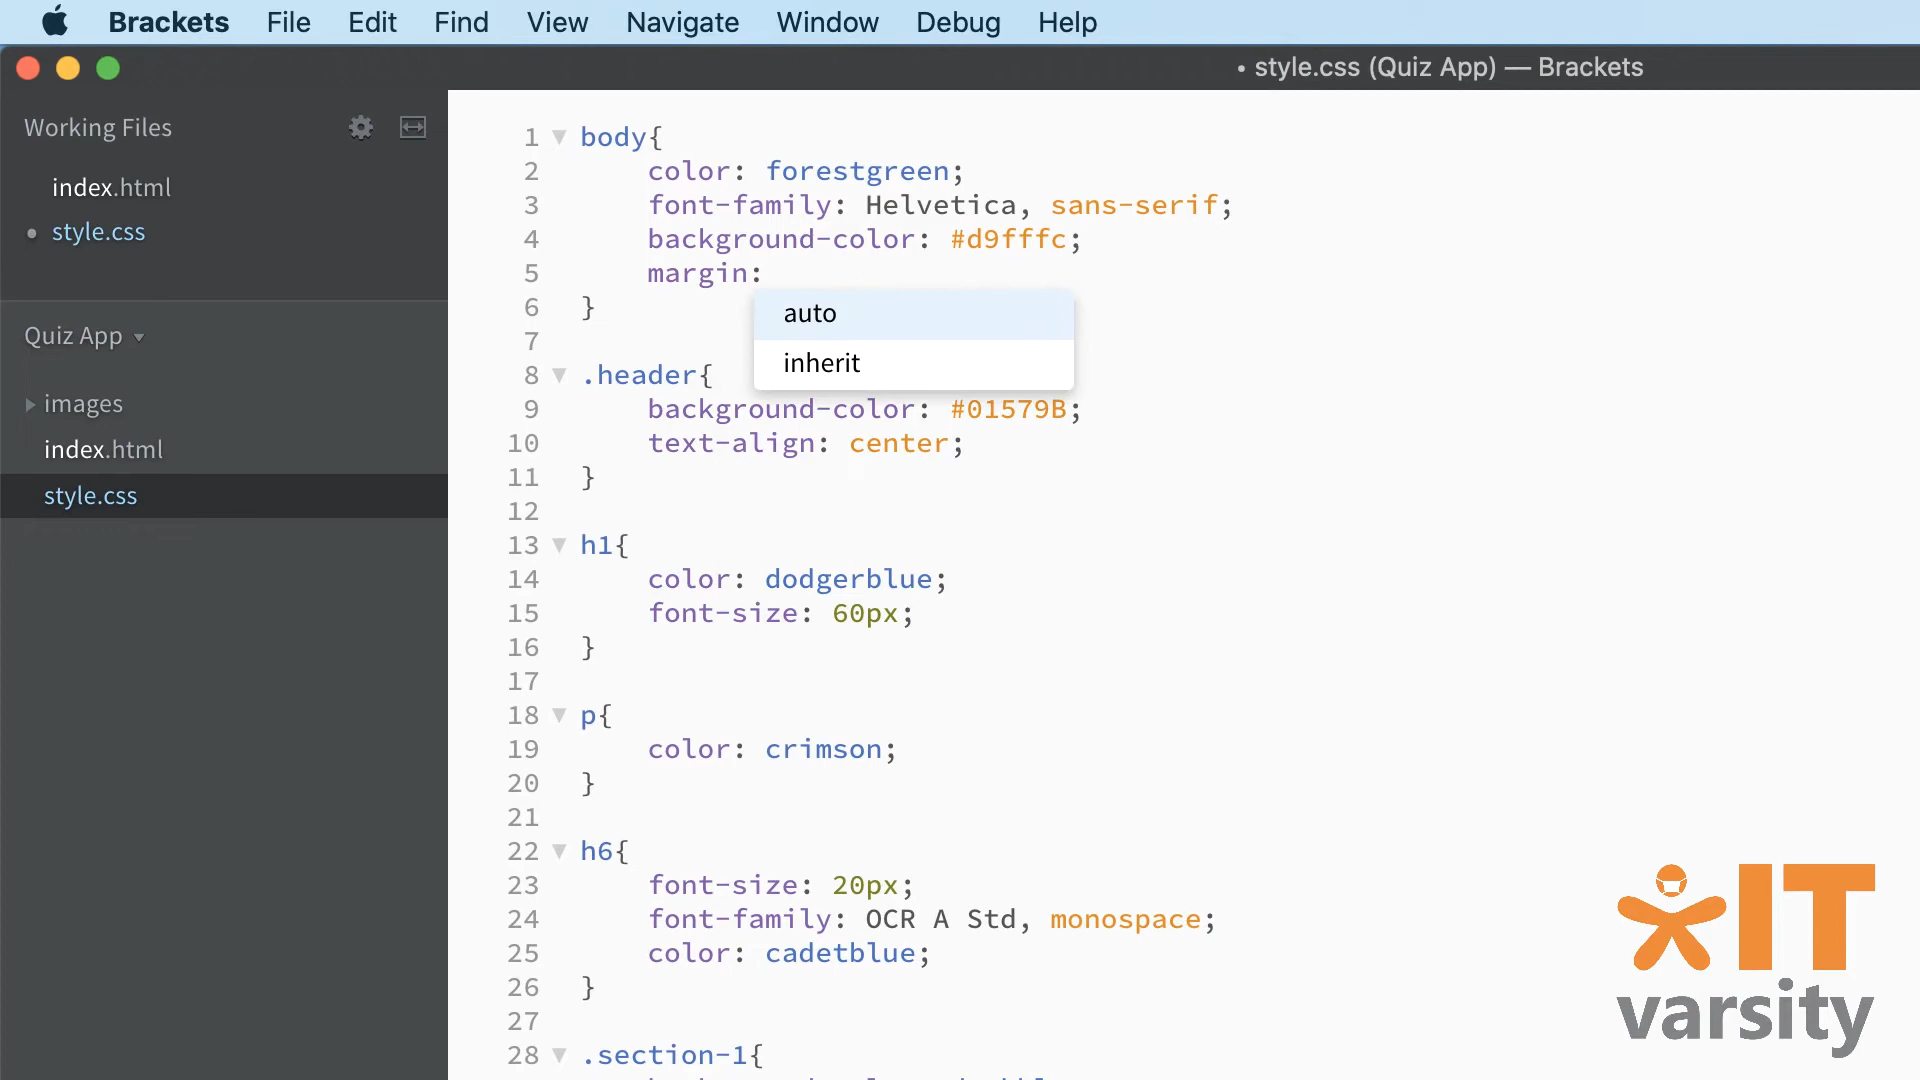 Brackets File Edit Find View Navigate Window Debug Help
• style.css (Quiz App) — Brackets
Working Files
index.html
style.css
Quiz App
images
index.html
style.css
1 body{
2 color: forestgreen;
3 font-family: Helvetica, sans-serif;
4 background-color: #d9fffc;
5 margin:
6 }
auto
inherit
7
8 .header{
9 background-color: #01579B;
10 text-align: center;
11 }
12
13 h1{
14 color: dodgerblue;
15 font-size: 60px;
16 }
17
18 p{
19 color: crimson;
20 }
21
22 h6{
23 font-size: 20px;
24 font-family: OCR A Std, monospace;
25 color: cadetblue;
26 }
27
28 .section-1{
IT
varsity